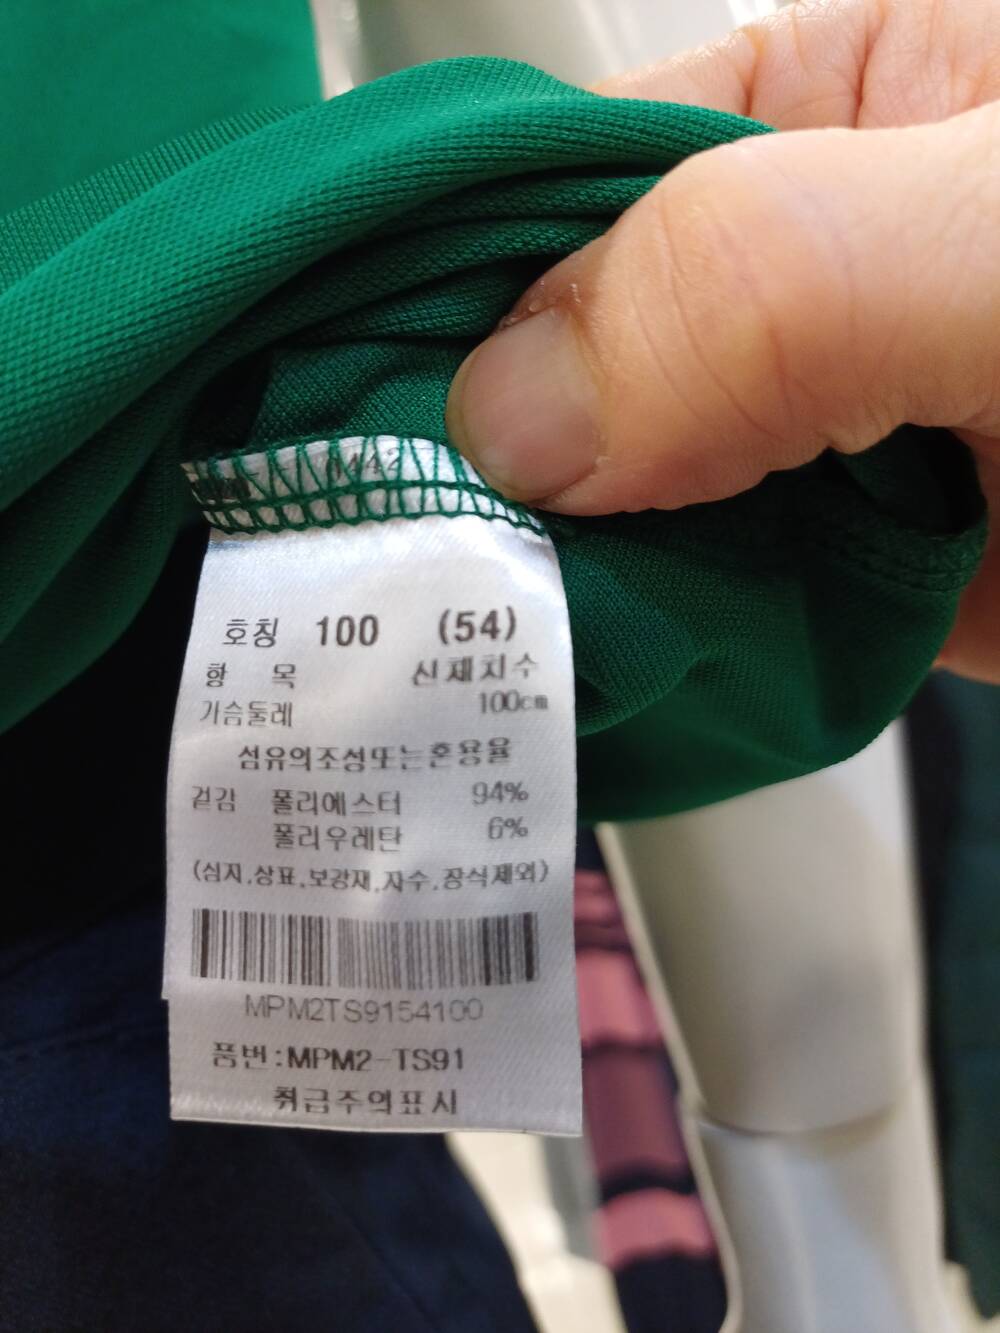 호칭 100 (54)
항 목 신체치수
가슴둘레 100cm
섬유의조성또는혼용율
겉감 폴리에스터 94%
폴리우레탄 6%
(심지,상표,보강재,자수,장식제외)
MPM2TS9154100
품번:MPM2-TS91
취급주의표시